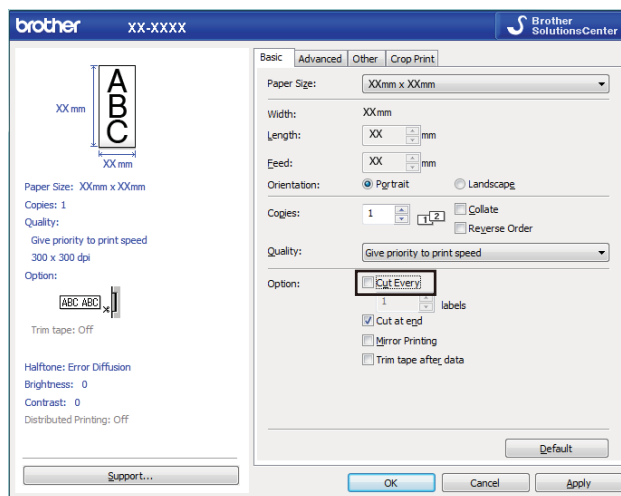 brother XX-XXXX
Brother
SolutionsCenter
A
B
C
XX mm
XX mm
Paper Size: XXmm x XXmm
Copies: 1
Quality:
Give priority to print speed
300 x 300 dpi
Option:
ABC ABC
Trim tape: Off
Halftone: Error Diffusion
Brightness: 0
Contrast: 0
Distributed Printing: Off
Support...
Basic Advanced Other Crop Print
Paper Size: XXmm x XXmm
Width: XXmm
Length: XX mm
Feed: XX mm
Orientation: Portrait Landscape
Copies: 1 1 2 Collate
Reverse Order
Quality: Give priority to print speed
Option: Cut Every
1 labels
Cut at end
Mirror Printing
Trim tape after data
Default
OK Cancel Apply